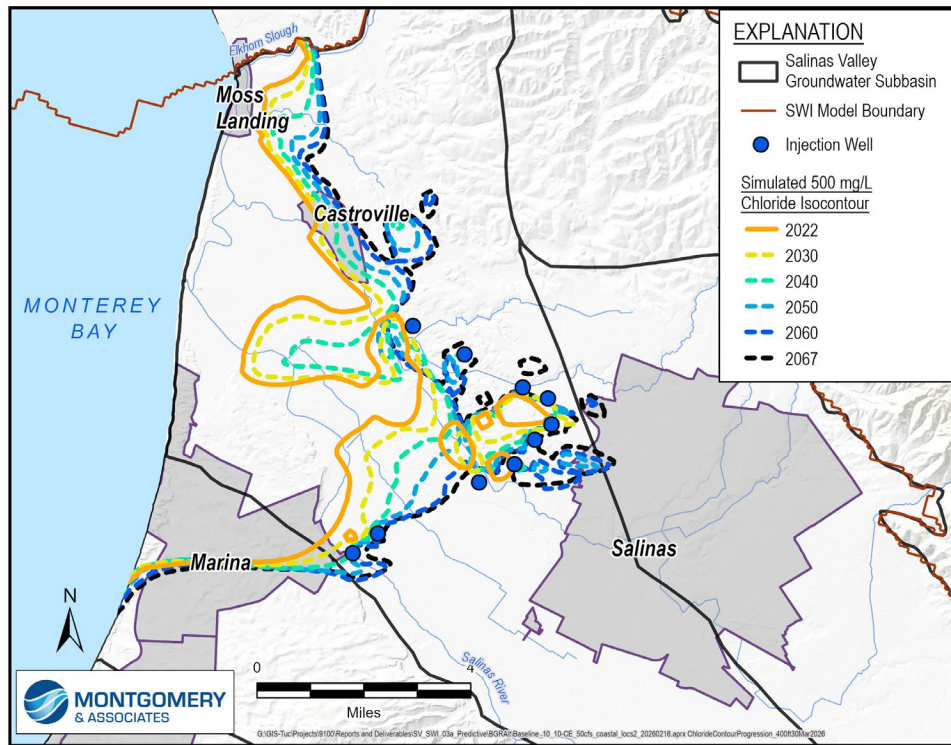 Elkhorn Slough
Moss
Landing
Castroville
MONTEREY
BAY
Marina
Salinas
Salinas River
N
0
4
Miles
MONTGOMERY
& ASSOCIATES
G:\GIS-Tuc\Projects\9100\Reports and Deliverables\SV_SWI_03a_Predictive\BGRAI\Baseline_10_10-CE_50cfs_coastal_locs2_20260216.aprx:ChlorideContourProgression_400ft30Mar2026
EXPLANATION
Salinas Valley
Groundwater Subbasin
SWI Model Boundary
Injection Well
Simulated 500 mg/L
Chloride Isocontour
2022
2030
2040
2050
2060
2067